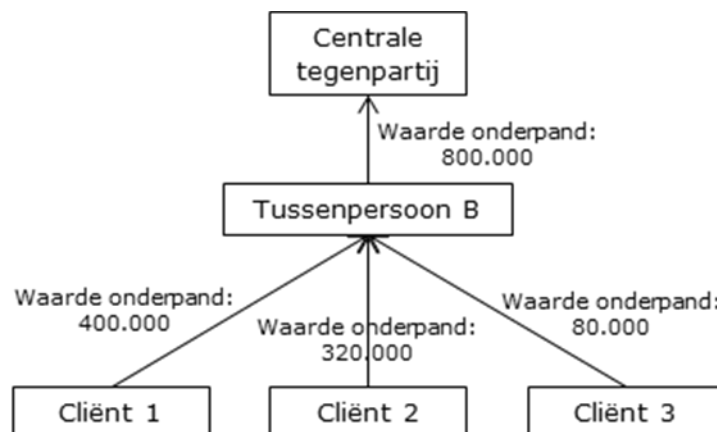 Centrale
tegenpartij
Waarde onderpand:
800.000
Tussenpersoon B
Waarde onderpand:
400.000
Waarde onderpand:
320.000
Waarde onderpand:
80.000
Cliënt 1
Cliënt 2
Cliënt 3